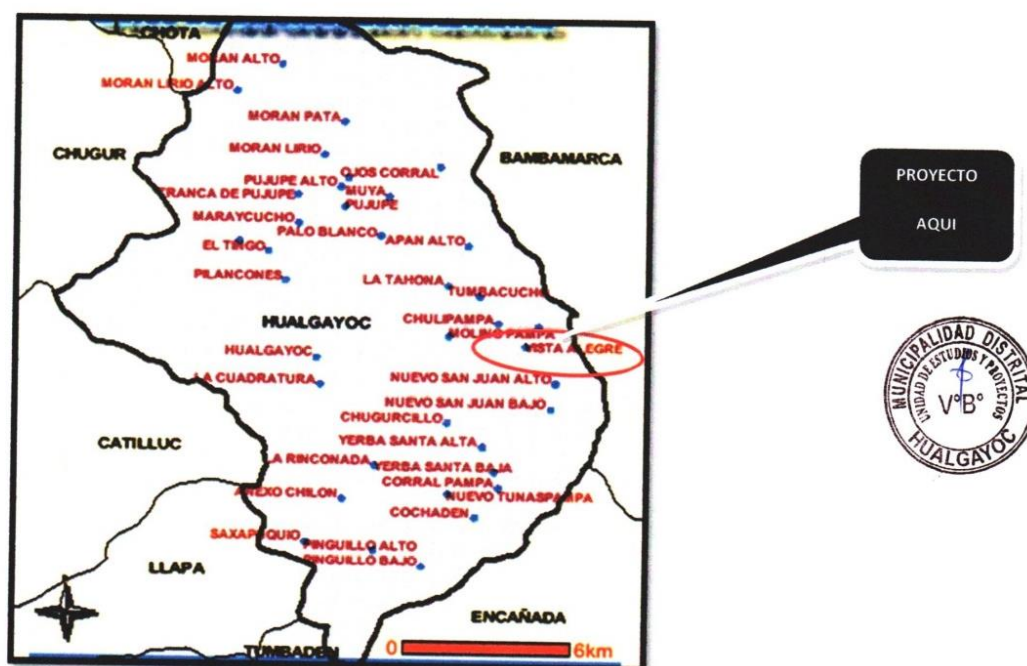 CHOTA
MORAN ALTO
MORAN LIRIO ALTO
MORAN PATA
CHUGUR
MORAN LIRIO
BAMBAMARCA
OJOS CORRAL
PUJUPE ALTO
TRANCA DE PUJUPE
MUYA
PUJUPE
MARAYCUCHO
PALO BLANCO
APAN ALTO
EL TINGO
PILANCONES
LA TAHONA
TUMBACUCHO
HUALGAYOC
CHULIPAMPA
MOLINO PAMPA
HUALGAYOC
VISTA ALEGRE
LA CUADRATURA
NUEVO SAN JUAN ALTO
NUEVO SAN JUAN BAJO
CHUGURCILLO
CATILLUC
YERBA SANTA ALTA
LA RINCONADA
YERBA SANTA BAJA
CORRAL PAMPA
ANEXO CHILON
NUEVO TUNASPAMPA
COCHADEN
SAXAPUQUIO
PINGUILLO ALTO
PINGUILLO BAJO
LLAPA
ENCAÑADA
TUMBADEN
0 6km
PROYECTO
AQUI
MUNICIPALIDAD DISTRITAL
UNIDAD DE ESTUDIOS Y PROYECTOS
V°B°
HUALGAYOC